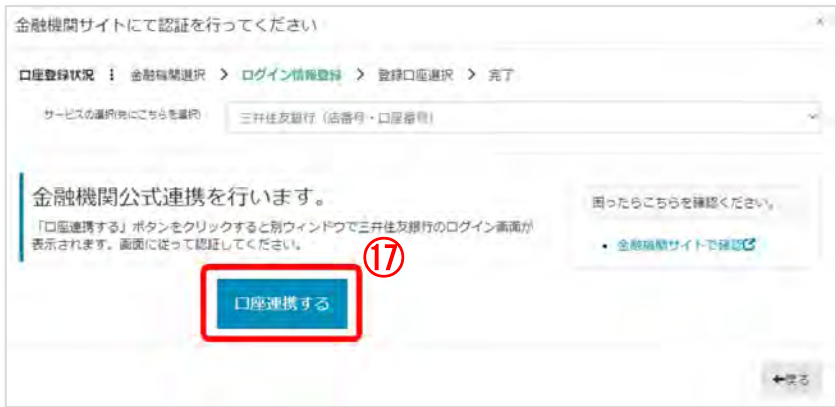 金融機関サイトにて認証を行ってください
×
口座登録状況 ： 金融機関選択 > ログイン情報登録 > 登録口座選択 > 完了
サービスの選択(先にこちらを選択)
三井住友銀行（店番号・口座番号）
金融機関公式連携を行います。
「口座連携する」ボタンをクリックすると別ウィンドウで三井住友銀行のログイン画面が
表示されます。画面に従って認証してください。
困ったらこちらを確認ください。
• 金融機関サイトで確認
⑰
口座連携する
←戻る